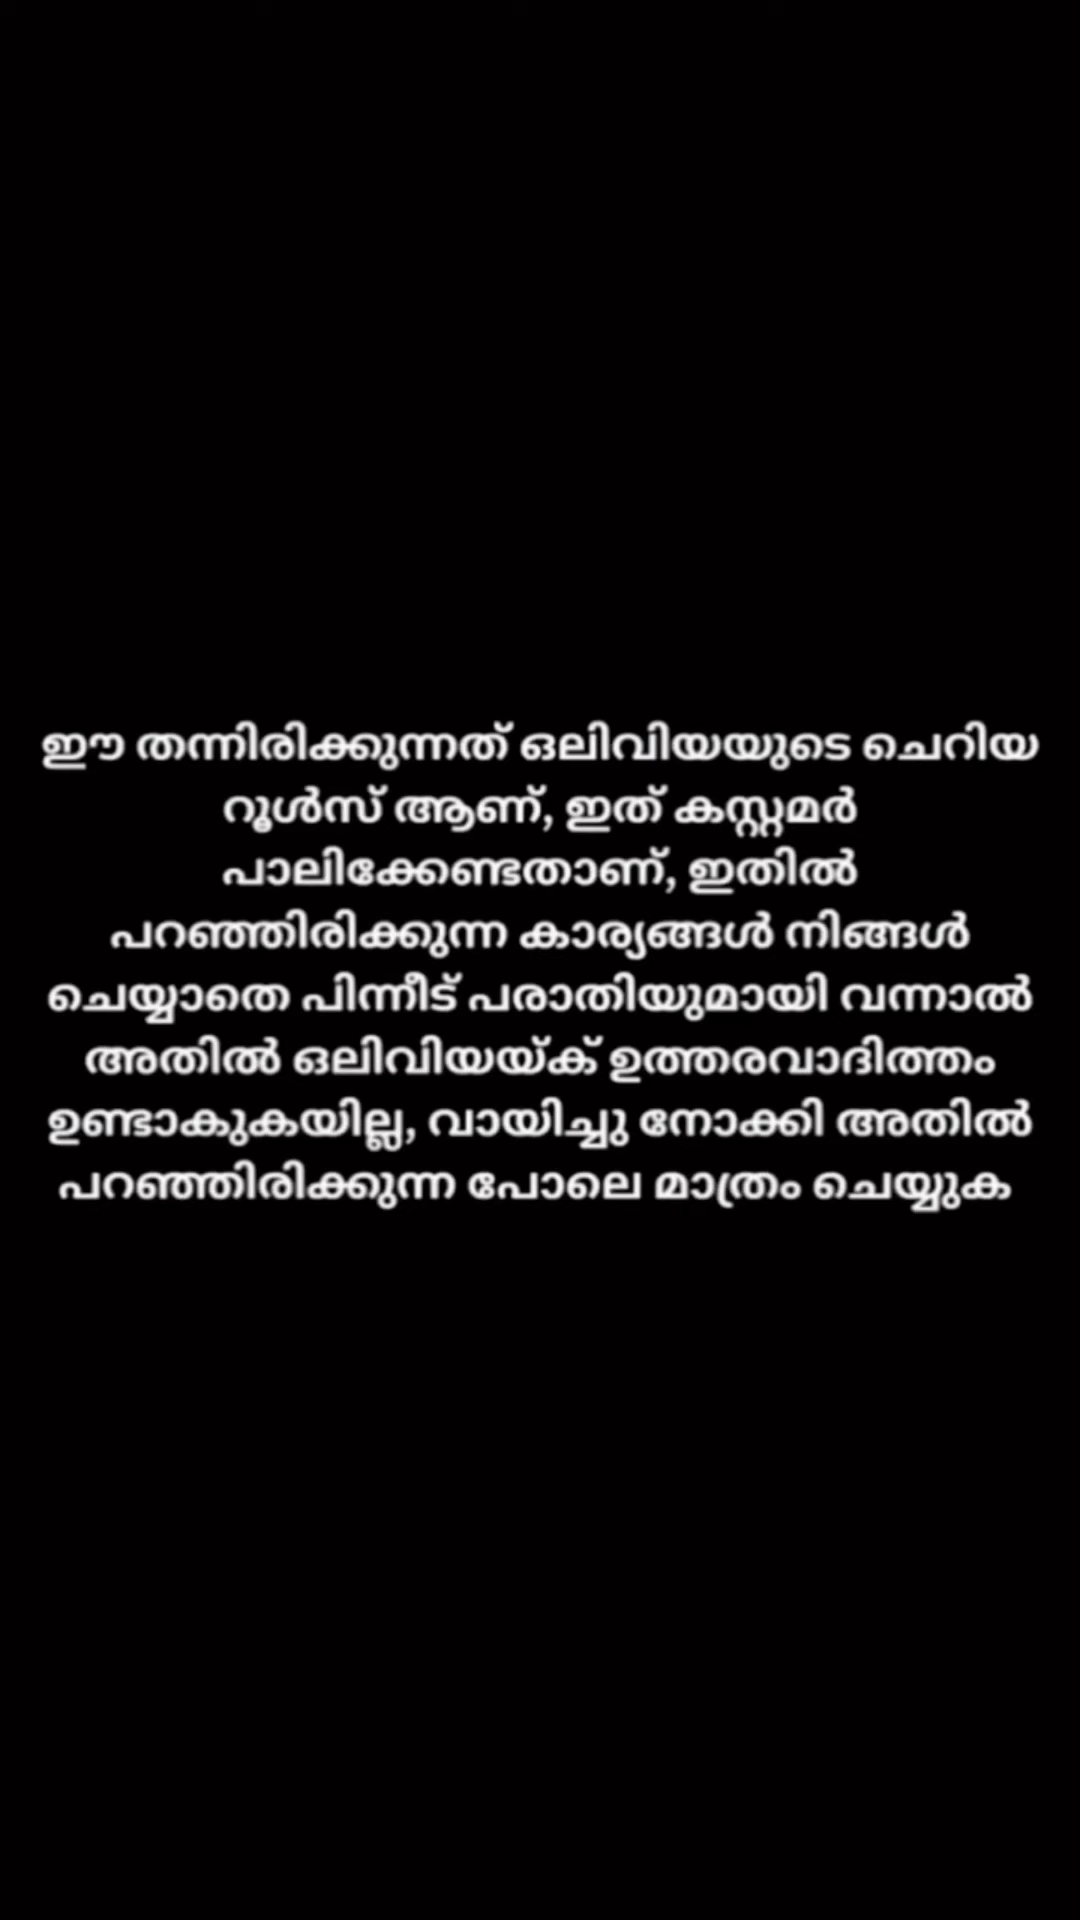 ഈ തന്നിരിക്കുന്നത് ഒലിവിയയുടെ ചെറിയ
റൂൾസ് ആണ്, ഇത് കസ്റ്റമർ
പാലിക്കേണ്ടതാണ്, ഇതിൽ
പറഞ്ഞിരിക്കുന്ന കാര്യങ്ങൾ നിങ്ങൾ
ചെയ്യാതെ പിന്നീട് പരാതിയുമായി വന്നാൽ
അതിൽ ഒലിവിയയ്ക് ഉത്തരവാദിത്തം
ഉണ്ടാകുകയില്ല, വായിച്ചു നോക്കി അതിൽ
പറഞ്ഞിരിക്കുന്ന പോലെ മാത്രം ചെയ്യുക